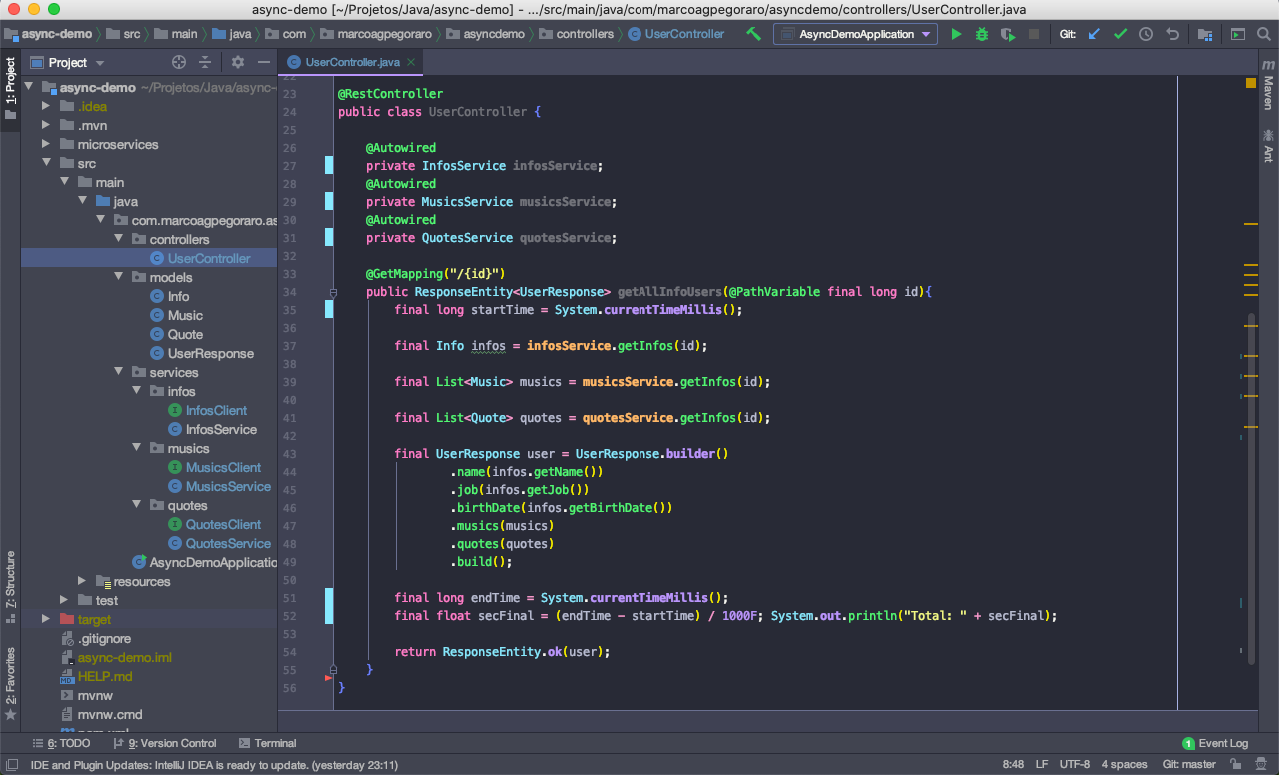 async-demo [~/Projetos/Java/async-demo] - .../src/main/java/com/marcoagpegoraro/asyncdemo/controllers/UserController.java
async-demo src main java com marcoagpegoraro asyncdemo controllers UserController AsyncDemoApplication Git:
Project
UserController.java
1: Project
7: Structure
2: Favorites
async-demo ~/Projetos/Java/async-
.idea
.mvn
microservices
src
main
java
com.marcoagpegoraro.as
controllers
UserController
models
Info
Music
Quote
UserResponse
services
infos
InfosClient
InfosService
musics
MusicsClient
MusicsService
quotes
QuotesClient
QuotesService
AsyncDemoApplicatio
resources
test
target
.gitignore
async-demo.iml
HELP.md
mvnw
mvnw.cmd
22
23 @RestController
24 public class UserController {
25
26 @Autowired
27 private InfosService infosService;
28 @Autowired
29 private MusicsService musicsService;
30 @Autowired
31 private QuotesService quotesService;
32
33 @GetMapping("/{id}")
34 public ResponseEntity<UserResponse> getAllInfoUsers(@PathVariable final long id){
35 final long startTime = System.currentTimeMillis();
36
37 final Info infos = infosService.getInfos(id);
38
39 final List<Music> musics = musicsService.getInfos(id);
40
41 final List<Quote> quotes = quotesService.getInfos(id);
42
43 final UserResponse user = UserResponse.builder()
44 .name(infos.getName())
45 .job(infos.getJob())
46 .birthDate(infos.getBirthDate())
47 .musics(musics)
48 .quotes(quotes)
49 .build();
50
51 final long endTime = System.currentTimeMillis();
52 final float secFinal = (endTime - startTime) / 1000F; System.out.println("Total: " + secFinal);
53
54 return ResponseEntity.ok(user);
55 }
56 }
m
Maven
Ant
6: TODO 9: Version Control Terminal 1 Event Log
IDE and Plugin Updates: IntelliJ IDEA is ready to update. (yesterday 23:11) 8:48 LF UTF-8 4 spaces Git: master